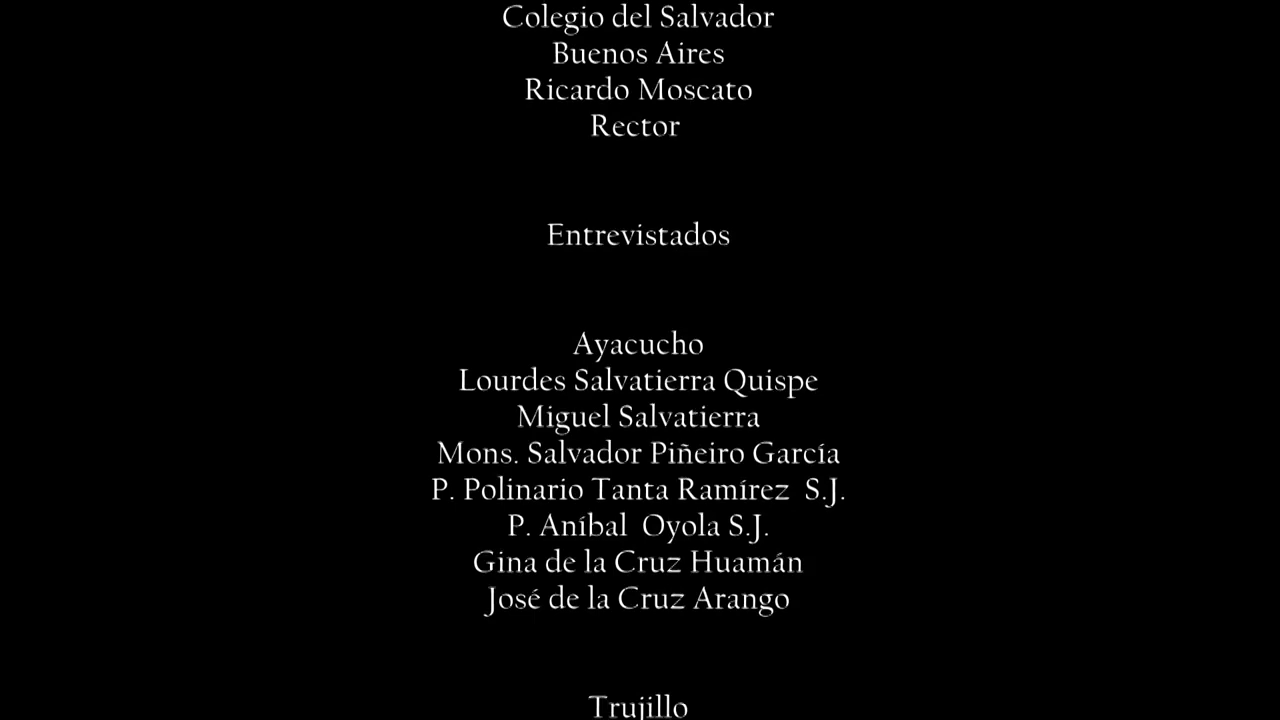 Colegio del Salvador
Buenos Aires
Ricardo Moscato
Rector
Entrevistados
Ayacucho
Lourdes Salvatierra Quispe
Miguel Salvatierra
Mons. Salvador Piñeiro García
P. Polinario Tanta Ramírez  S.J.
P. Aníbal  Oyola S.J.
Gina de la Cruz Huamán
José de la Cruz Arango
Trujillo